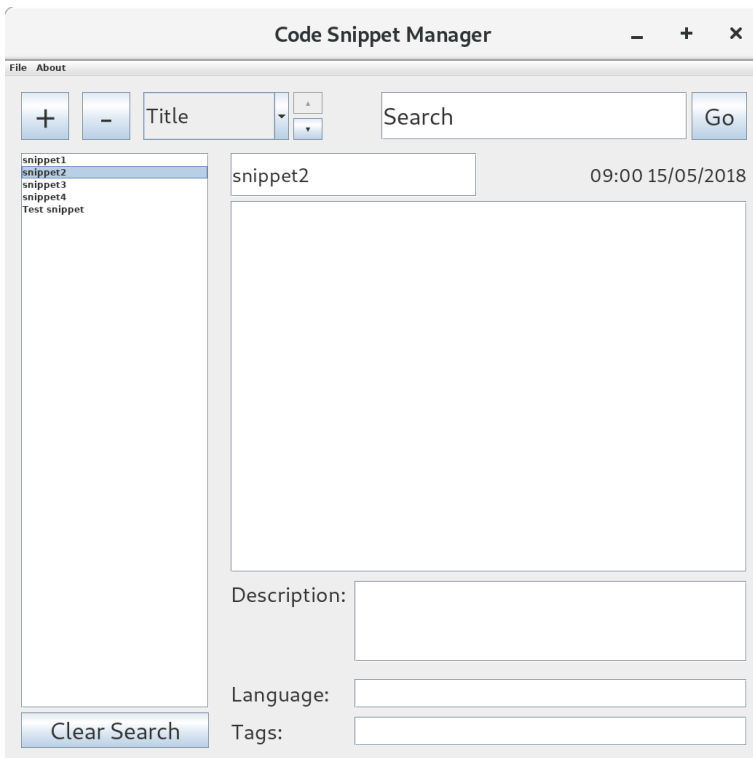 Code Snippet Manager
File About
+ - Title Search Go
snippet1
snippet2
snippet3
snippet4
Test snippet
snippet2 09:00 15/05/2018
Description:
Language:
Clear Search Tags: